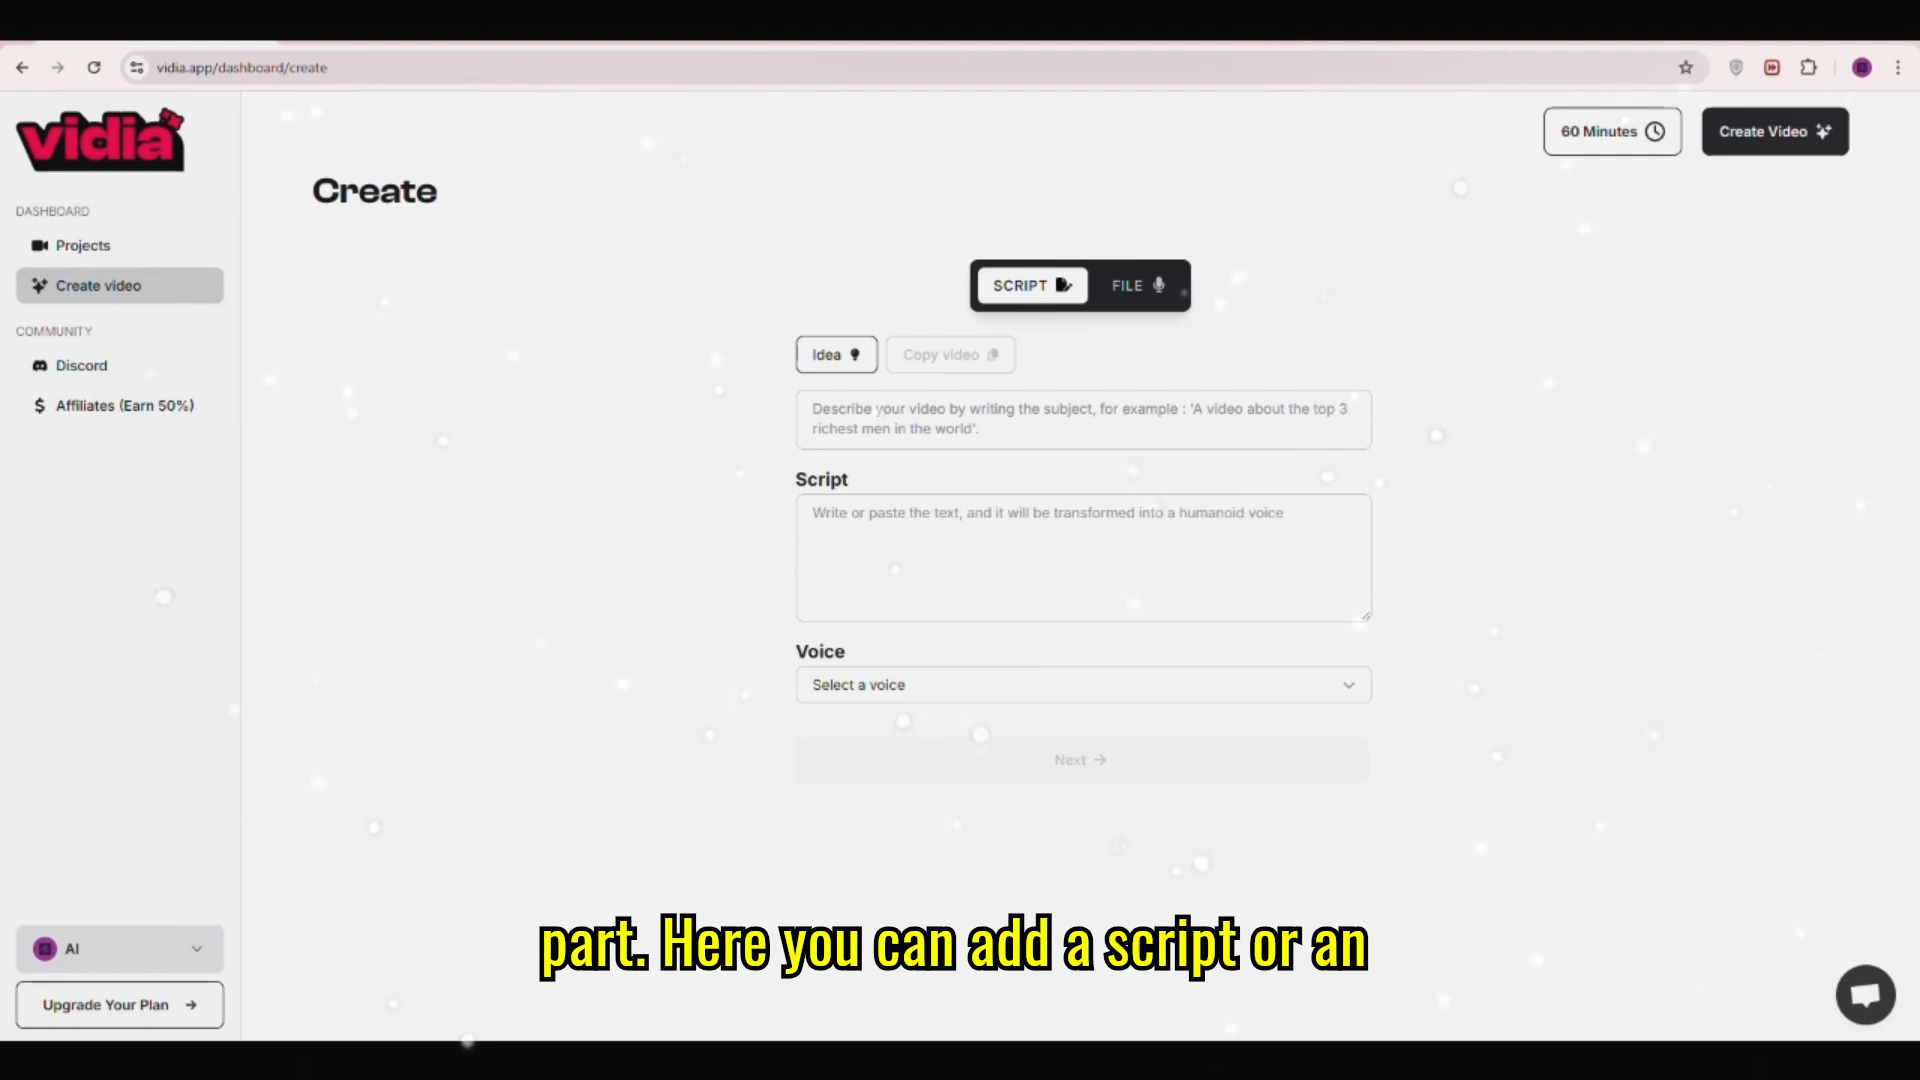 vidia.app/dashboard/create
vidia
60 Minutes
Create Video
Create
DASHBOARD
Projects
Create video
COMMUNITY
Discord
$ Affiliates (Earn 50%)
SCRIPT
FILE
Idea
Copy video
Describe your video by writing the subject, for example : 'A video about the top 3
richest men in the world'.
Script
Write or paste the text, and it will be transformed into a humanoid voice
Voice
Select a voice
Next →
AI
Upgrade Your Plan →
part. Here you can add a script or an